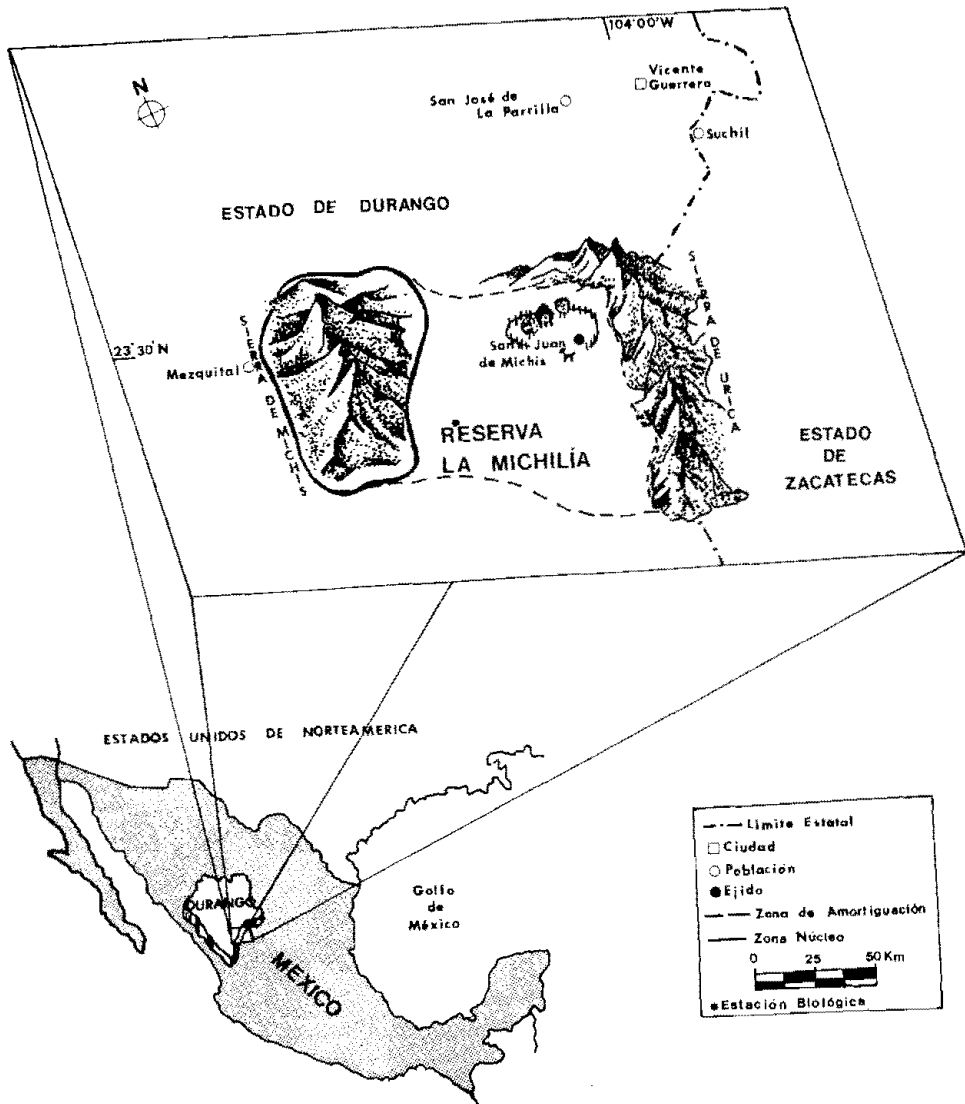 104°00'W
N
Vicente
Guerrero
San José de
La Parrilla
Suchil
ESTADO DE DURANGO
SIERRA DE MICHIS
SIERRA DE URICA
23°30'N
Mezquital
San Juan
de Michis
RESERVA
LA MICHILÍA
ESTADO
DE
ZACATECAS
ESTADOS UNIDOS DE NORTEAMERICA
DURANGO
MEXICO
Golfo
de
México
Limite Estatal
Ciudad
Población
Ejido
Zona de Amortiguación
Zona Núcleo
0 25 50 Km
Estación Biológica